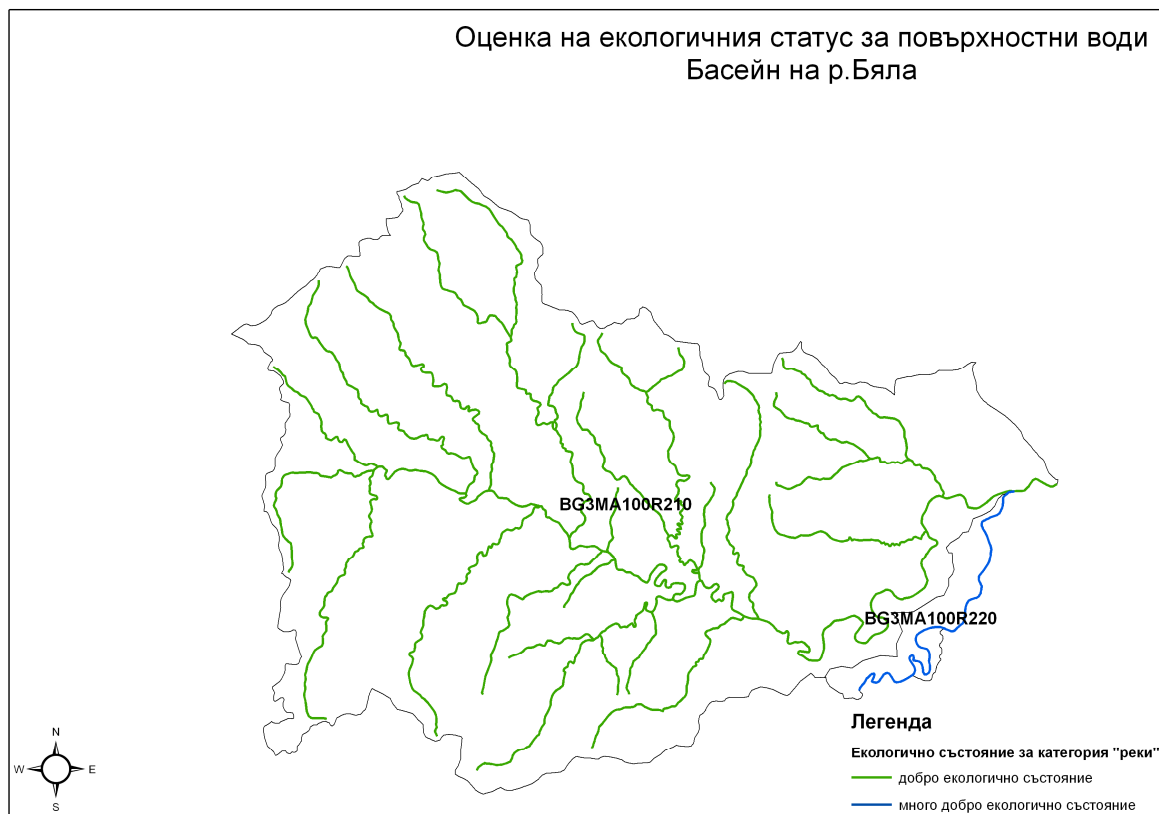 Оценка на екологичния статус за повърхностни води
Басейн на р.Бяла
BG3MA100R210
BG3MA100R220
N
W
E
S
Легенда
Екологично състояние за категория "реки"
добро екологично състояние
много добро екологично състояние